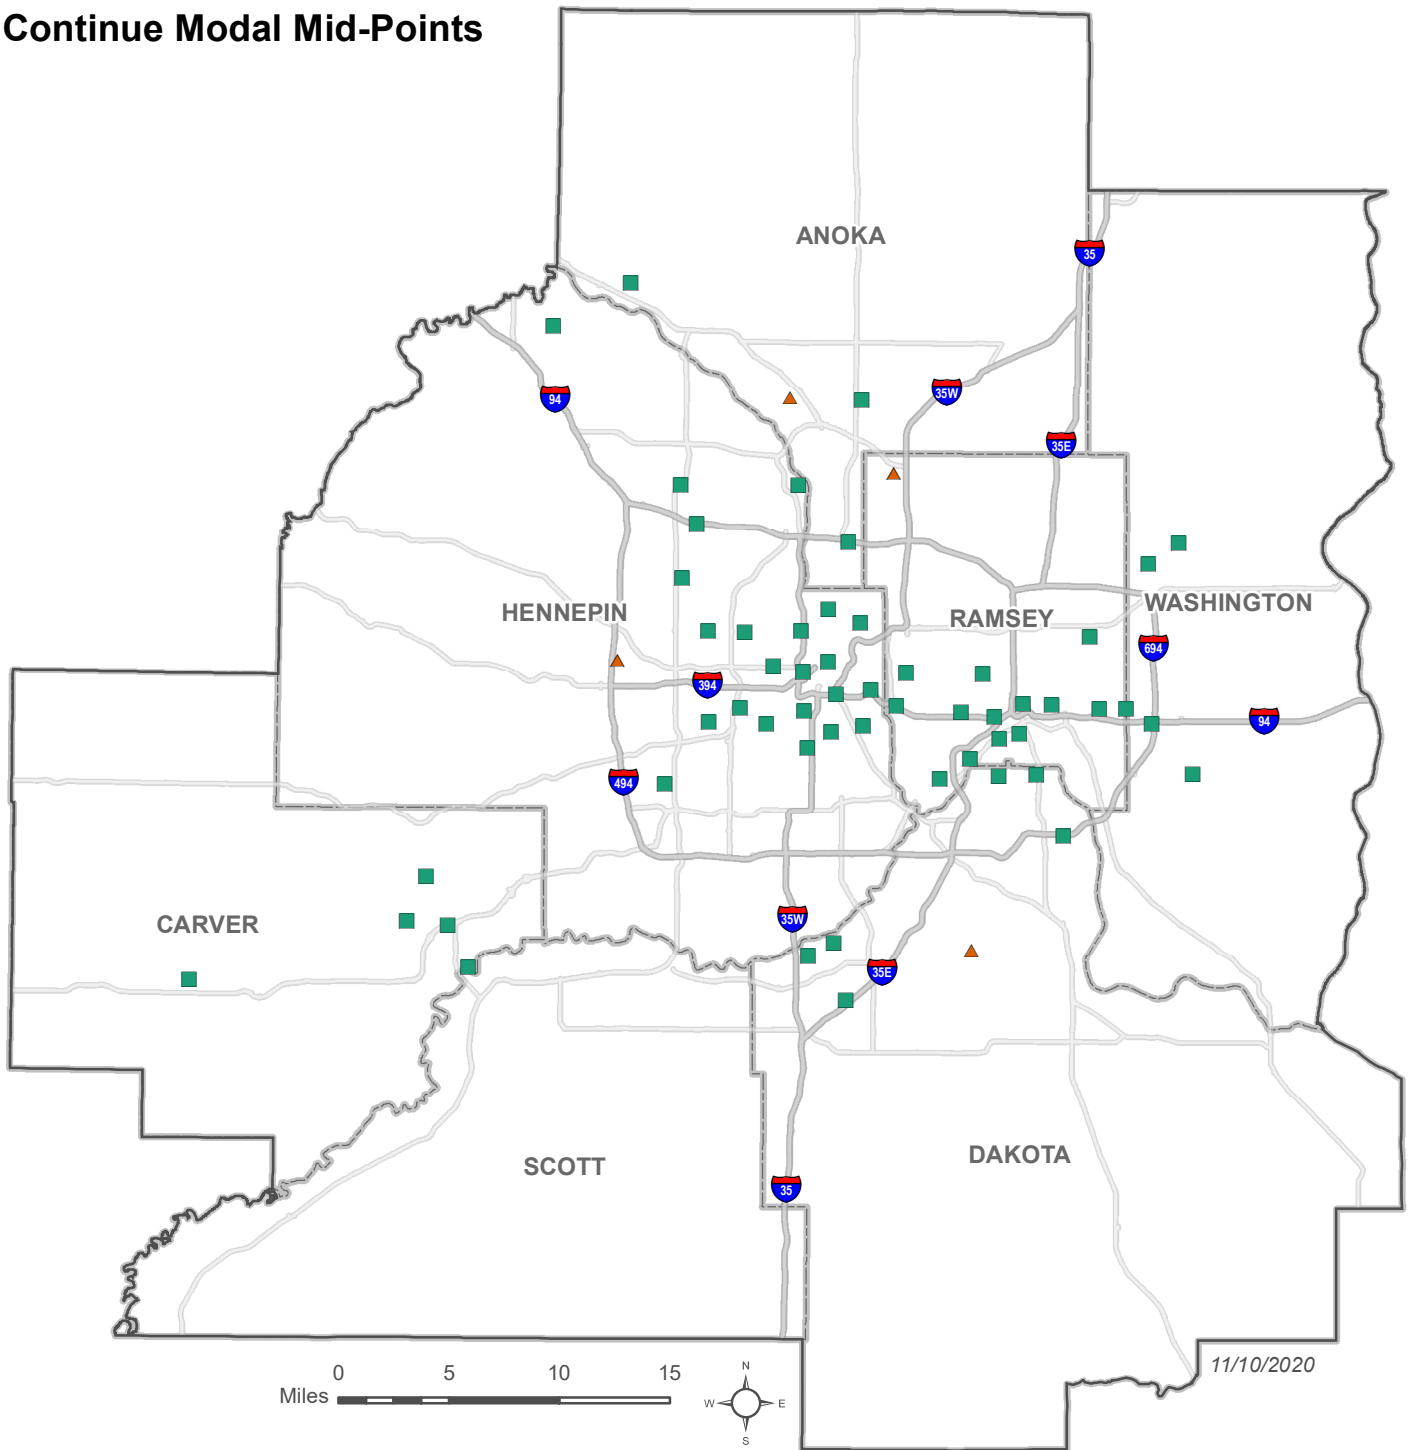 Continue Modal Mid-Points
ANOKA
35
94
35W
35E
HENNEPIN
RAMSEY
WASHINGTON
694
394
94
494
CARVER
35W
35E
SCOTT
DAKOTA
35
11/10/2020
0 5 10 15
Miles
N
W E
S